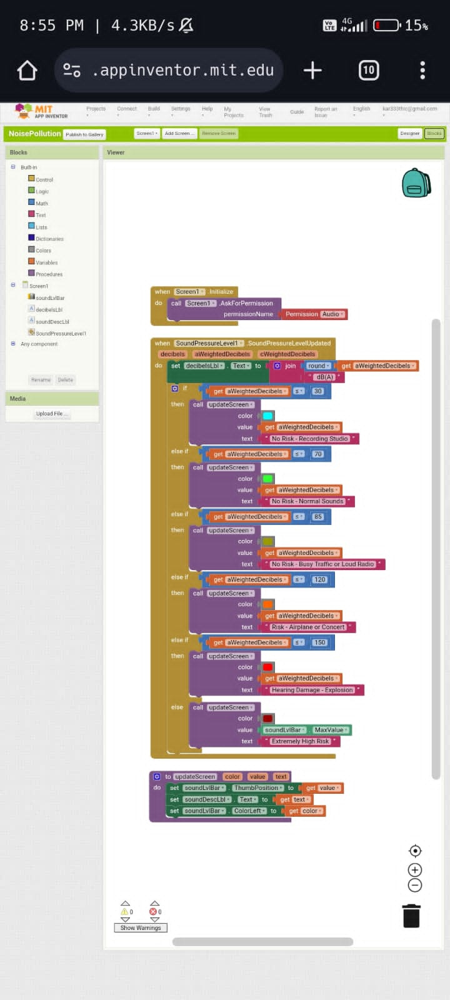 8:55 PM | 4.3KB/s
Vo LTE 4G 15%
.appinventor.mit.edu 10
MIT APP INVENTOR
Projects Connect Build Settings Help My Projects View Trash Guide Report an Issue English kar333thic@gmail.com
NoisePollution Publish to Gallery Screen1 Add Screen ... Remove Screen Designer Blocks
Blocks
Viewer
Built-in
Control
Logic
Math
Text
Lists
Dictionaries
Colors
Variables
Procedures
Screen1
soundLvlBar
decibelsLbl
soundDescLbl
SoundPressureLevel1
Any component
Rename Delete
Media
Upload File ...
when Screen1 .Initialize
do call Screen1 .AskForPermission
permissionName Permission Audio
when SoundPressureLevel1 .SoundPressureLevelUpdated
decibels aWeightedDecibels cWeightedDecibels
do set decibelsLbl . Text to join round get aWeightedDecibels
" dB(A) "
if get aWeightedDecibels ≤ 30
then call updateScreen
color
value get aWeightedDecibels
text " No Risk - Recording Studio "
else if get aWeightedDecibels ≤ 70
then call updateScreen
color
value get aWeightedDecibels
text " No Risk - Normal Sounds "
else if get aWeightedDecibels ≤ 85
then call updateScreen
color
value get aWeightedDecibels
text " No Risk - Busy Traffic or Loud Radio "
else if get aWeightedDecibels ≤ 120
then call updateScreen
color
value get aWeightedDecibels
text " Risk - Airplane or Concert "
else if get aWeightedDecibels ≤ 150
then call updateScreen
color
value get aWeightedDecibels
text " Hearing Damage - Explosion "
else call updateScreen
color
value soundLvlBar . MaxValue
text " Extremely High Risk "
to updateScreen color value text
do set soundLvlBar . ThumbPosition to get value
set soundDescLbl . Text to get text
set soundLvlBar . ColorLeft to get color
0 0
Show Warnings